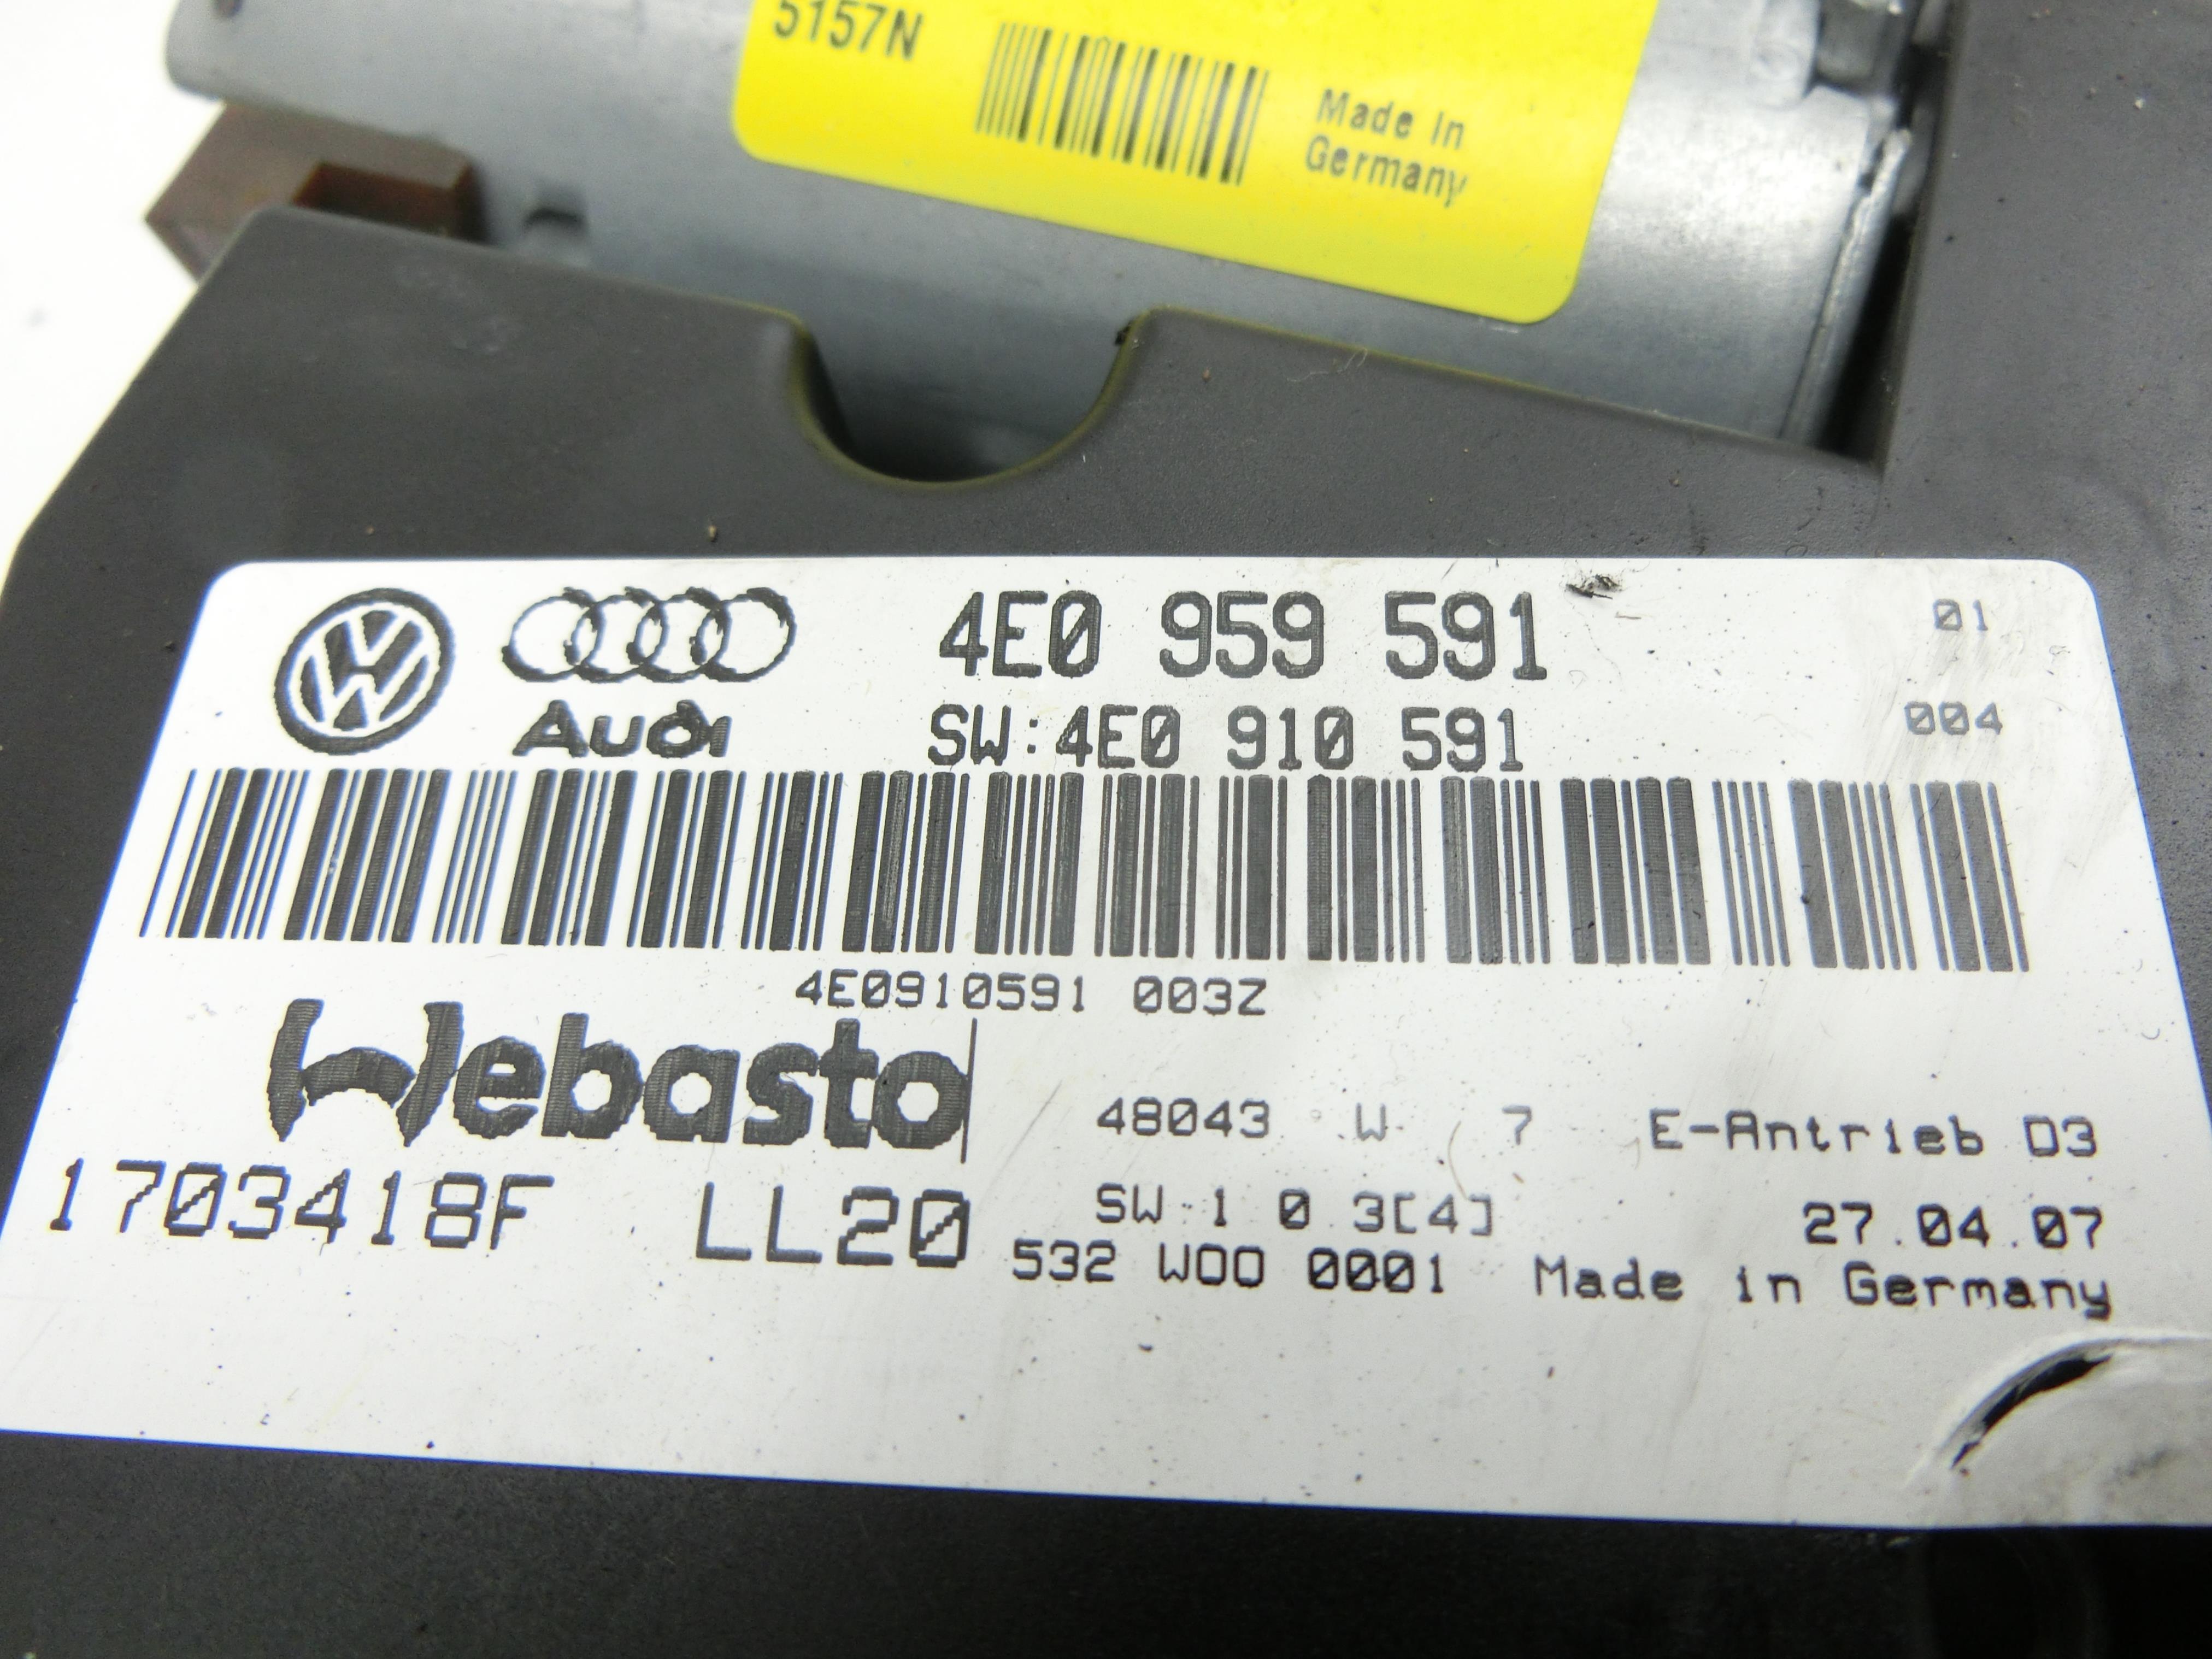 5157N
Made in
Germany
4E0 959 591 01
Audi SW:4E0 910 591 004
4E0910591 003Z
Webasto
48043 W 7 E-Antrieb D3
1703418F LL20 SW 1 0 3[4] 27.04.07
532 WOO 0001 Made in Germany